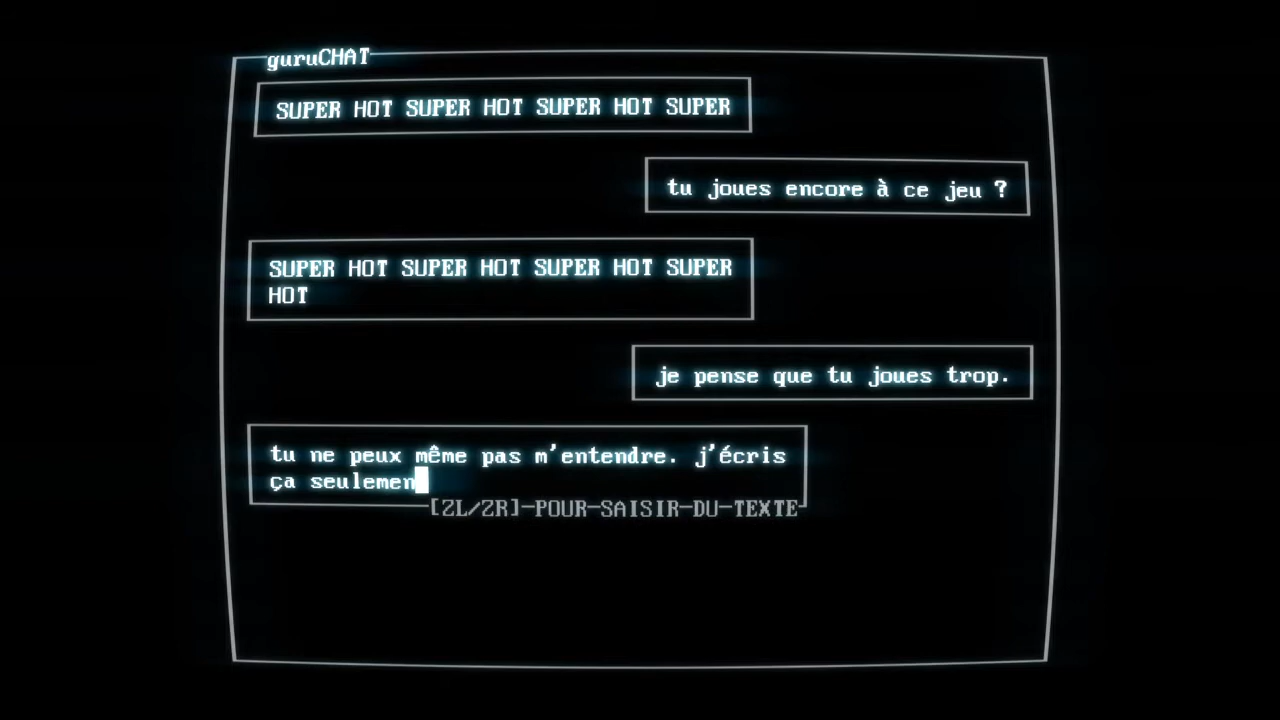 guruCHAT
SUPER HOT SUPER HOT SUPER HOT SUPER
tu joues encore à ce jeu ?
SUPER HOT SUPER HOT SUPER HOT SUPER
HOT
je pense que tu joues trop.
tu ne peux même pas m'entendre. j'écris
ça seulemen
[ZL/ZR]─POUR─SAISIR─DU─TEXTE